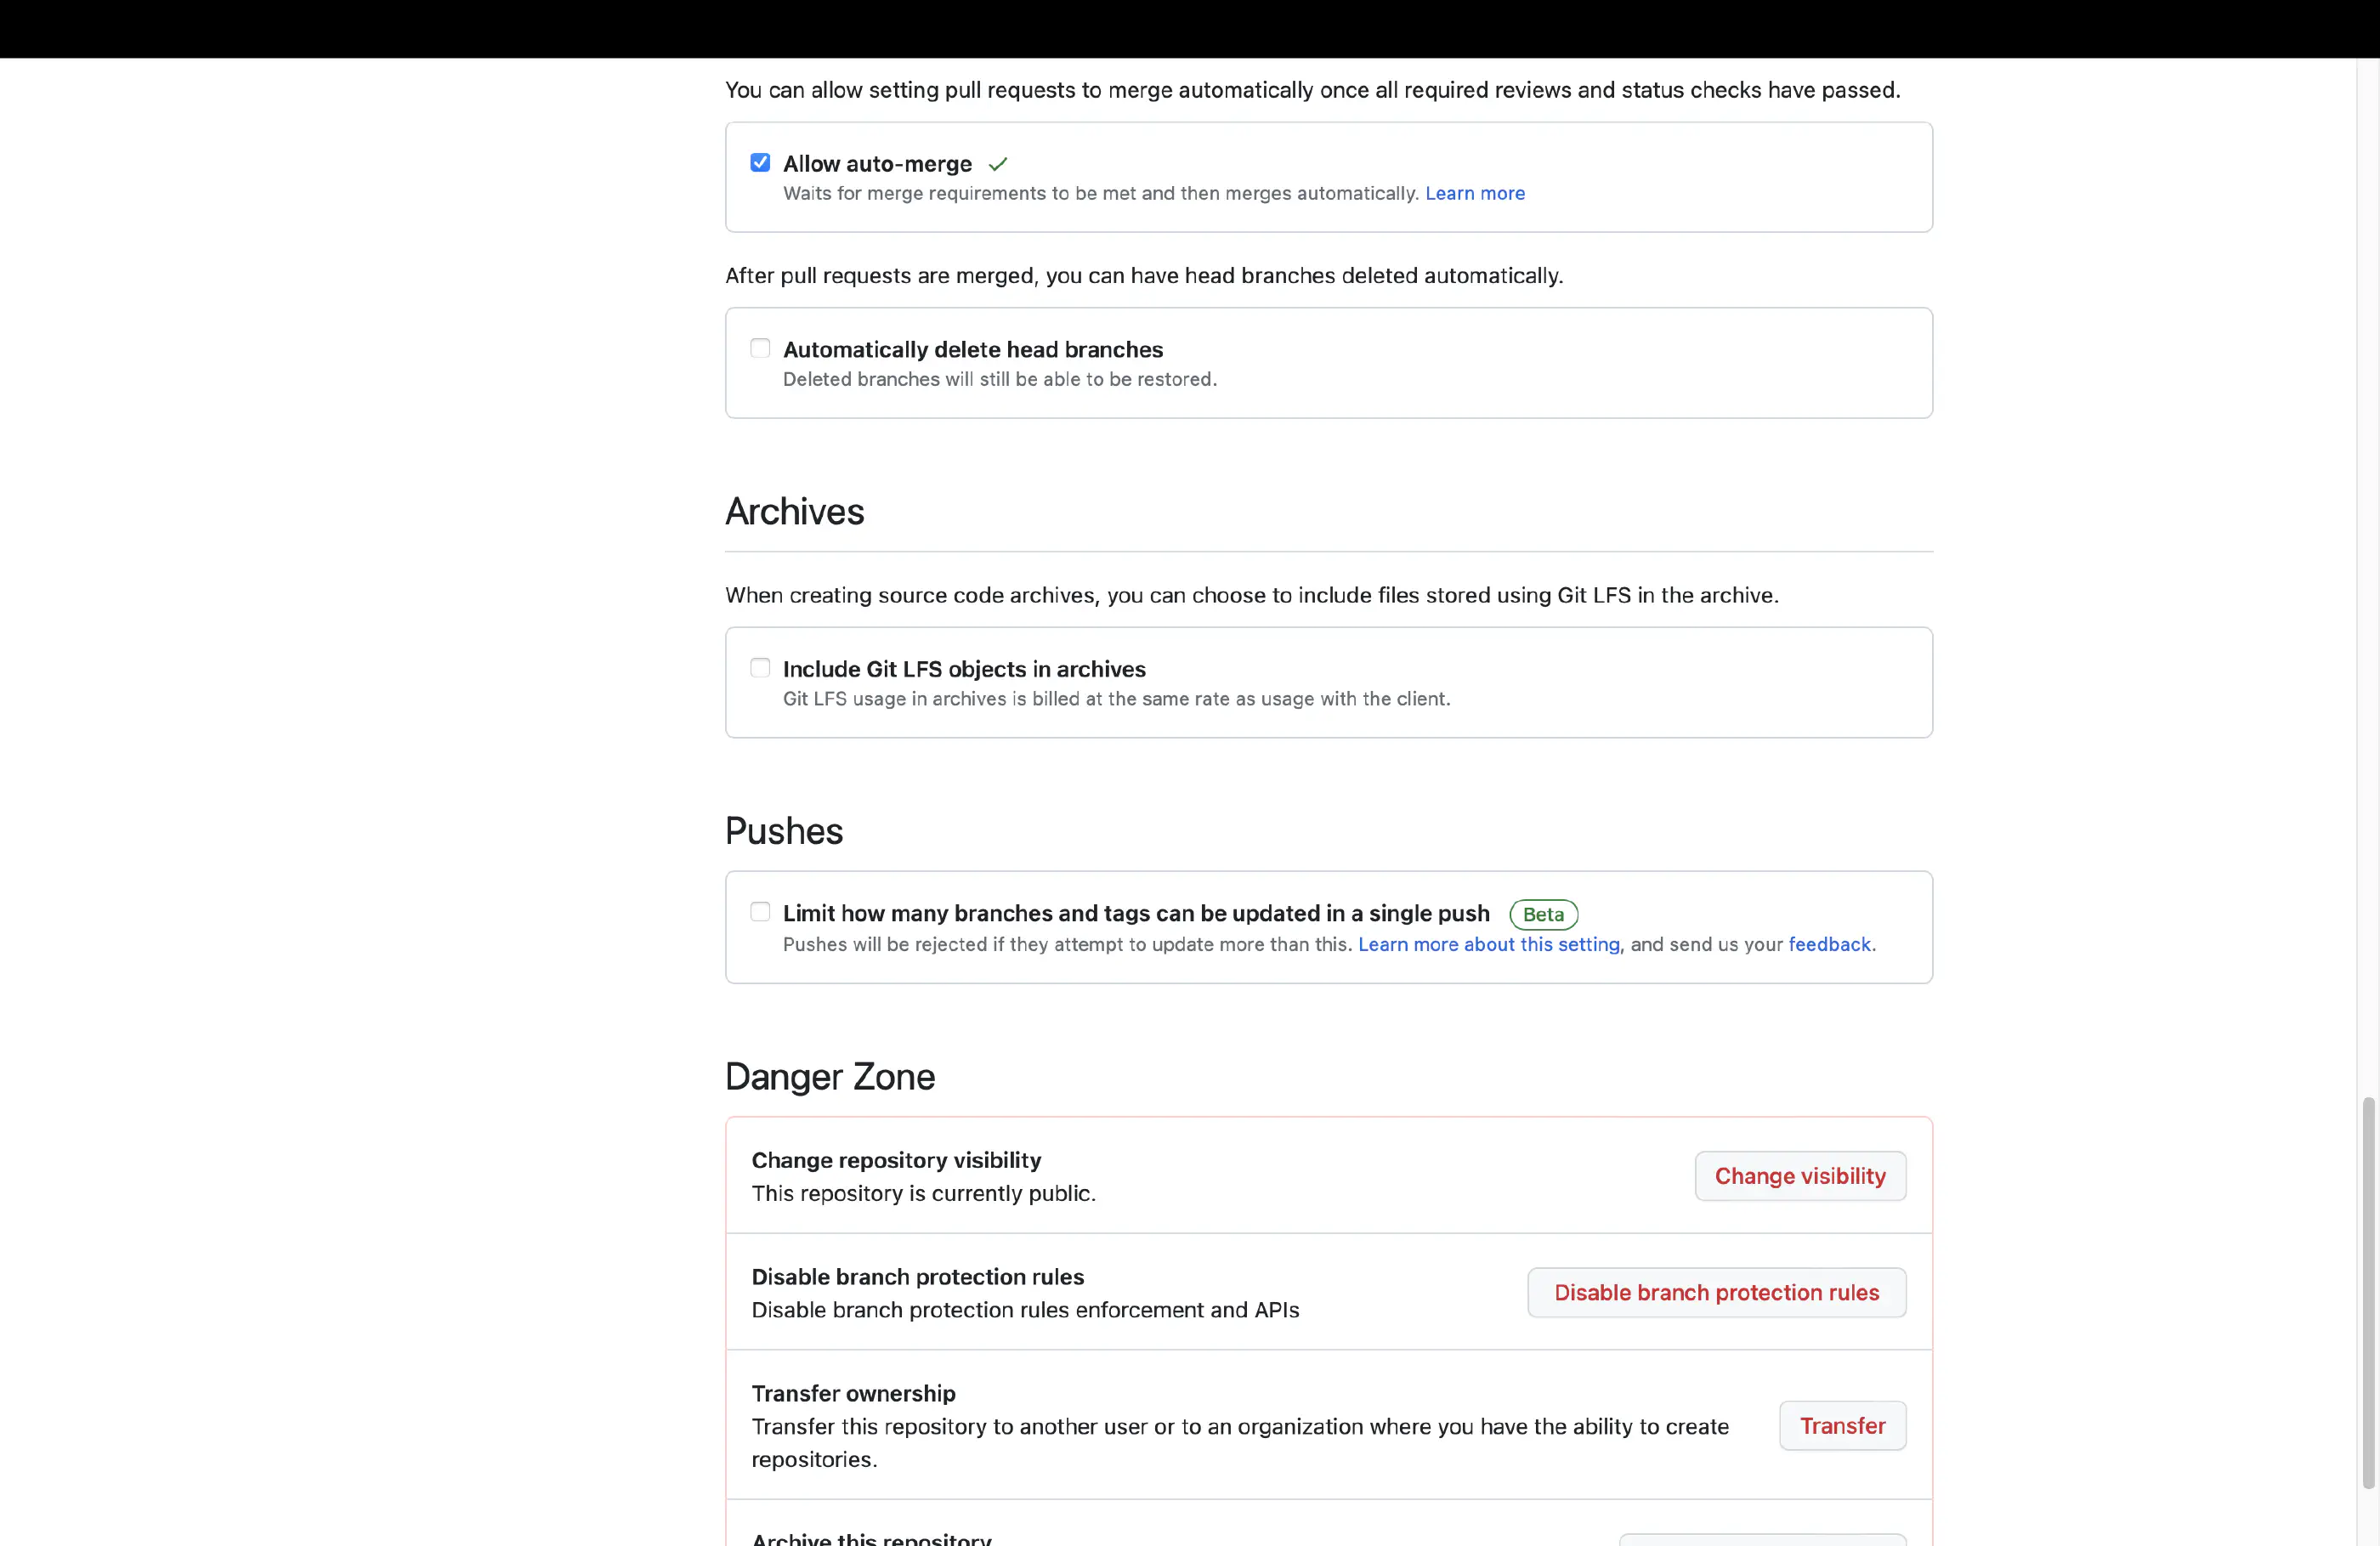 You can allow setting pull requests to merge automatically once all required reviews and status checks have passed.
Allow auto-merge
Waits for merge requirements to be met and then merges automatically. Learn more
After pull requests are merged, you can have head branches deleted automatically.
Automatically delete head branches
Deleted branches will still be able to be restored.
Archives
When creating source code archives, you can choose to include files stored using Git LFS in the archive.
Include Git LFS objects in archives
Git LFS usage in archives is billed at the same rate as usage with the client.
Pushes
Limit how many branches and tags can be updated in a single push Beta
Pushes will be rejected if they attempt to update more than this. Learn more about this setting, and send us your feedback.
Danger Zone
Change repository visibility
This repository is currently public.
Change visibility
Disable branch protection rules
Disable branch protection rules enforcement and APIs
Disable branch protection rules
Transfer ownership
Transfer this repository to another user or to an organization where you have the ability to create
repositories.
Transfer
Archive this repository